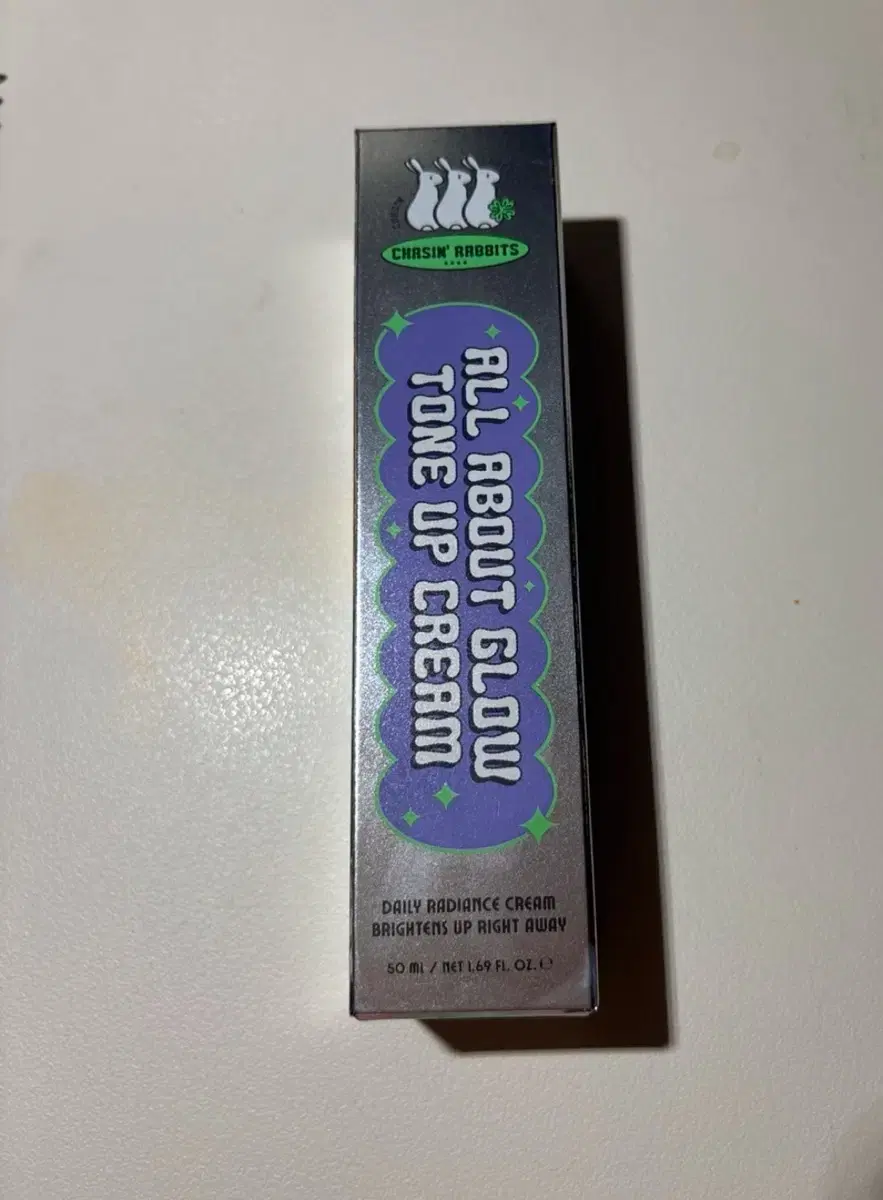 CHASIN' RABBITS
ALL ABOUT GLOW
TONE UP CREAM
DAILY RADIANCE CREAM
BRIGHTENS UP RIGHT AWAY
50 ml / NET 1.69 FL. OZ. ℮